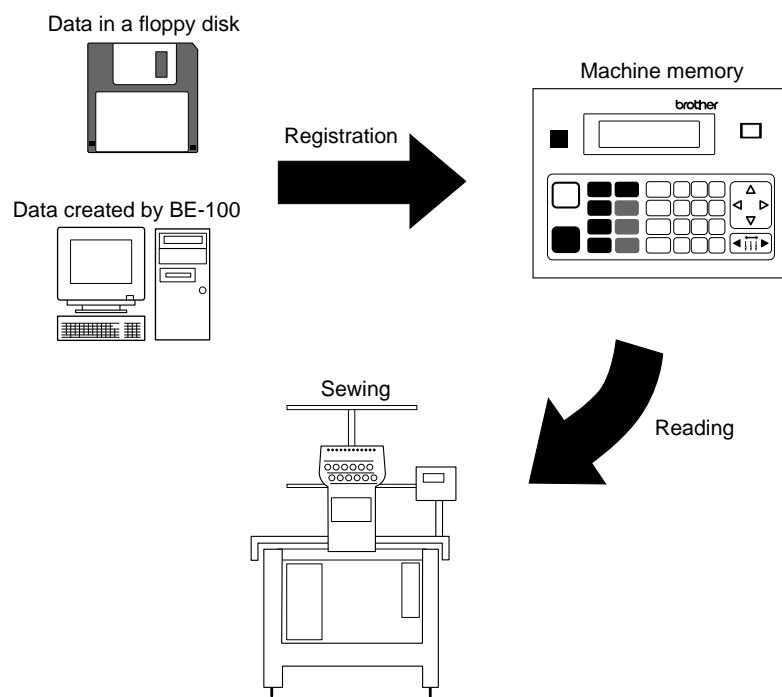 Data in a floppy disk
Machine memory
brother
Registration
Data created by BE-100
Sewing
Reading